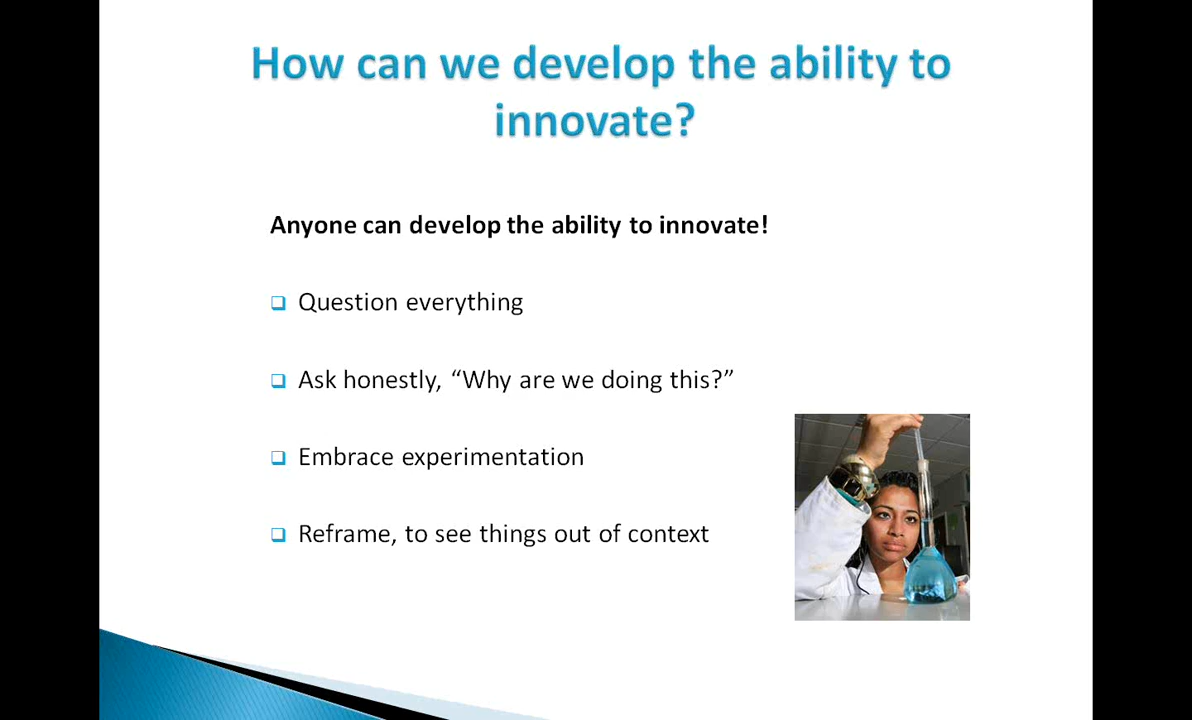 How can we develop the ability to
innovate?
Anyone can develop the ability to innovate!
Question everything
Ask honestly, “Why are we doing this?”
Embrace experimentation
Reframe, to see things out of context